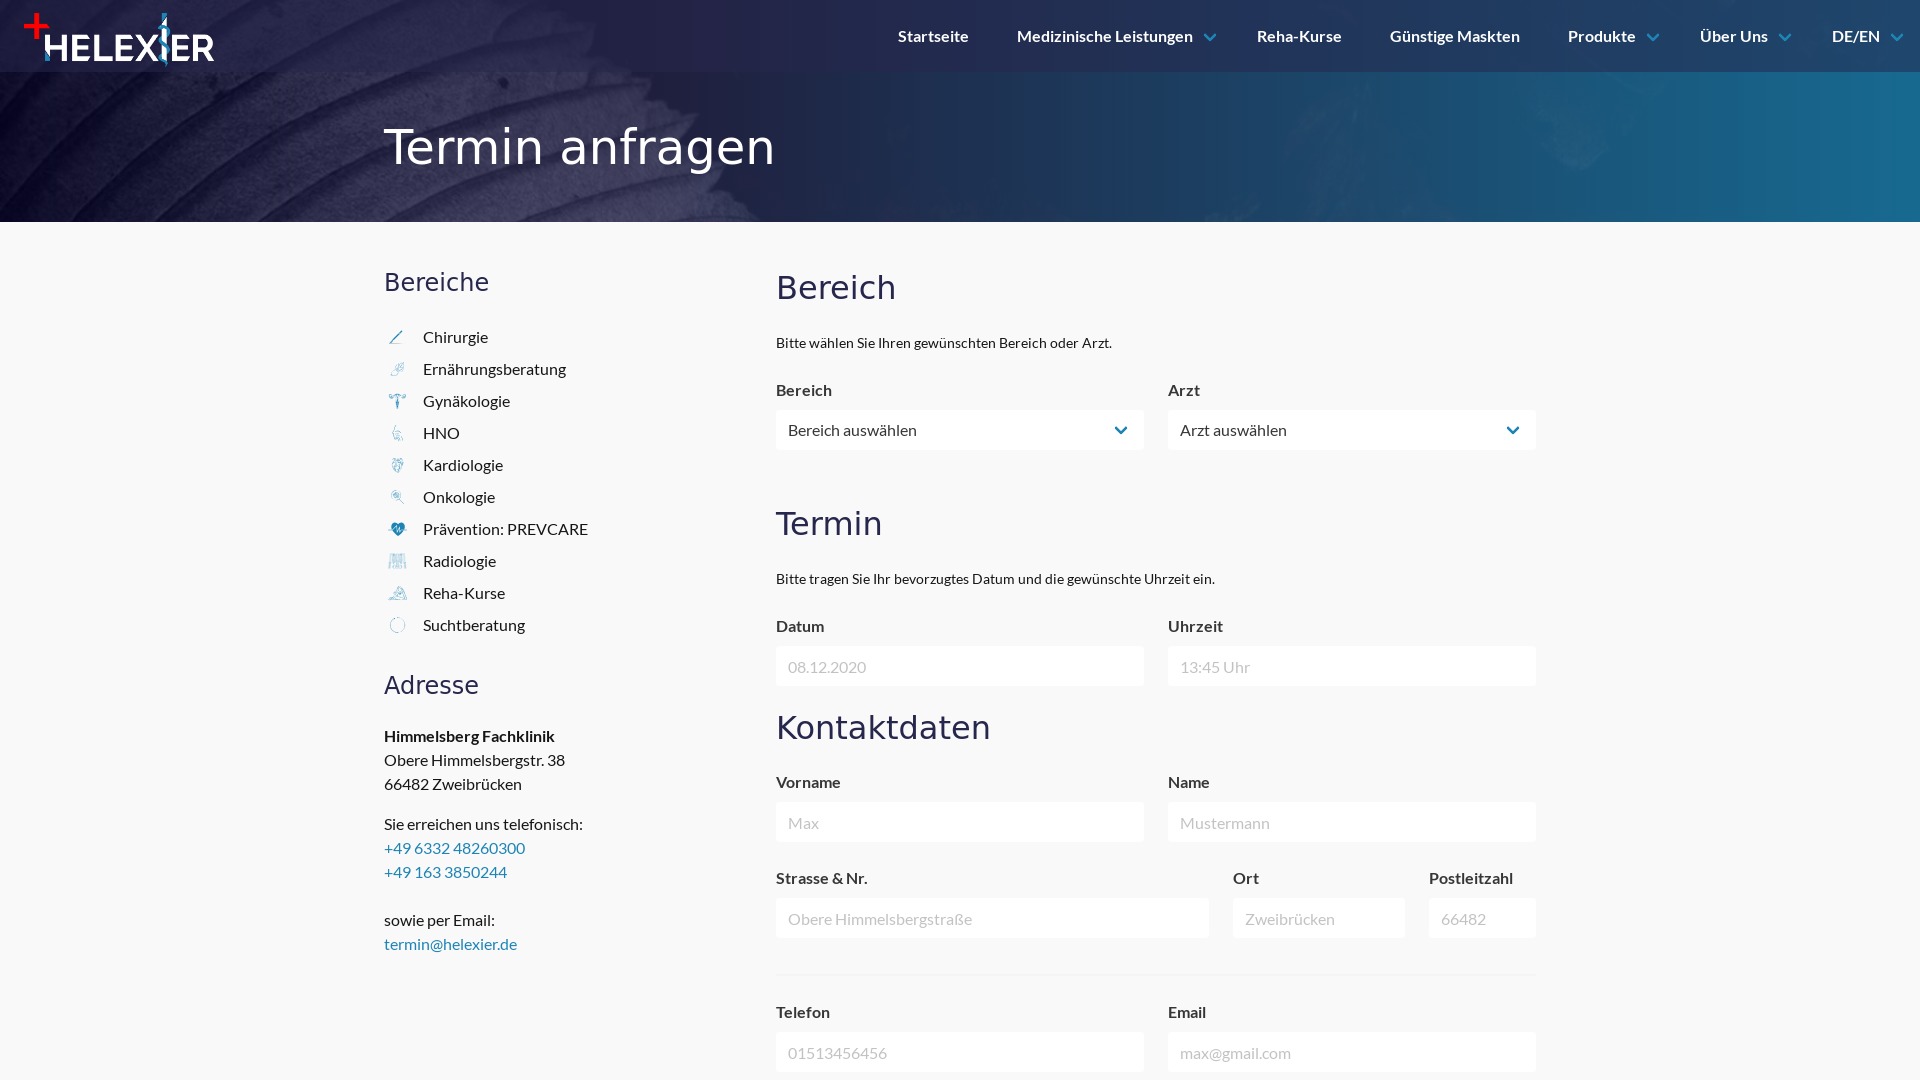 HELEXIER
Startseite
Medizinische Leistungen
Reha-Kurse
Günstige Maskten
Produkte
Über Uns
DE/EN
Termin anfragen
Bereiche
Chirurgie
Ernährungsberatung
Gynäkologie
HNO
Kardiologie
Onkologie
Prävention: PREVCARE
Radiologie
Reha-Kurse
Suchtberatung
Adresse
Himmelsberg Fachklinik
Obere Himmelsbergstr. 38
66482 Zweibrücken
Sie erreichen uns telefonisch:
+49 6332 48260300
+49 163 3850244
sowie per Email:
termin@helexier.de
Bereich
Bitte wählen Sie Ihren gewünschten Bereich oder Arzt.
Bereich
Arzt
Bereich auswählen
Arzt auswählen
Termin
Bitte tragen Sie Ihr bevorzugtes Datum und die gewünschte Uhrzeit ein.
Datum
Uhrzeit
08.12.2020
13:45 Uhr
Kontaktdaten
Vorname
Name
Max
Mustermann
Strasse & Nr.
Ort
Postleitzahl
Obere Himmelsbergstraße
Zweibrücken
66482
Telefon
Email
01513456456
max@gmail.com